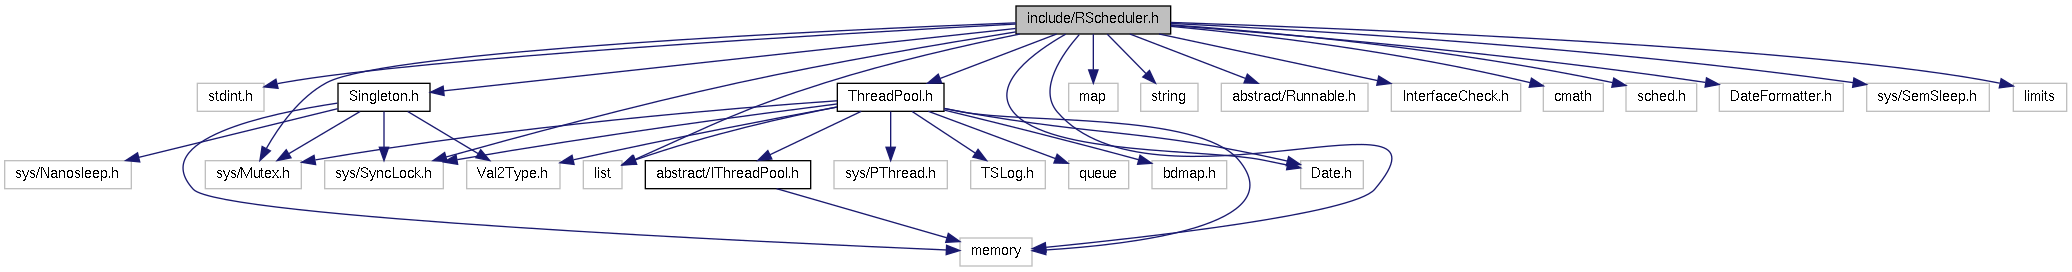 include/RScheduler.h
stdint.h
Singleton.h
ThreadPool.h
map
string
abstract/Runnable.h
InterfaceCheck.h
cmath
sched.h
DateFormatter.h
sys/SemSleep.h
limits
sys/Nanosleep.h
sys/Mutex.h
sys/SyncLock.h
Val2Type.h
list
abstract/IThreadPool.h
sys/PThread.h
TSLog.h
queue
bdmap.h
Date.h
memory